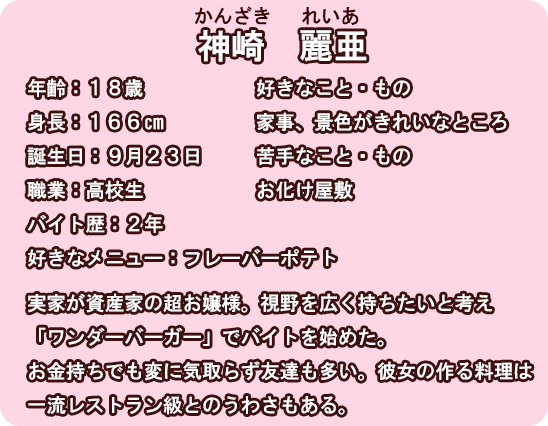 かんざき　れいあ
神崎　麗亜
年齢：１８歳
身長：１６６㎝
誕生日：９月２３日
職業：高校生
バイト歴：２年
好きなメニュー：フレーバーポテト
好きなこと・もの
家事、景色がきれいなところ
苦手なこと・もの
お化け屋敷
実家が資産家の超お嬢様。視野を広く持ちたいと考え
「ワンダーバーガー」でバイトを始めた。
お金持ちでも変に気取らず友達も多い。彼女の作る料理は
一流レストラン級とのうわさもある。